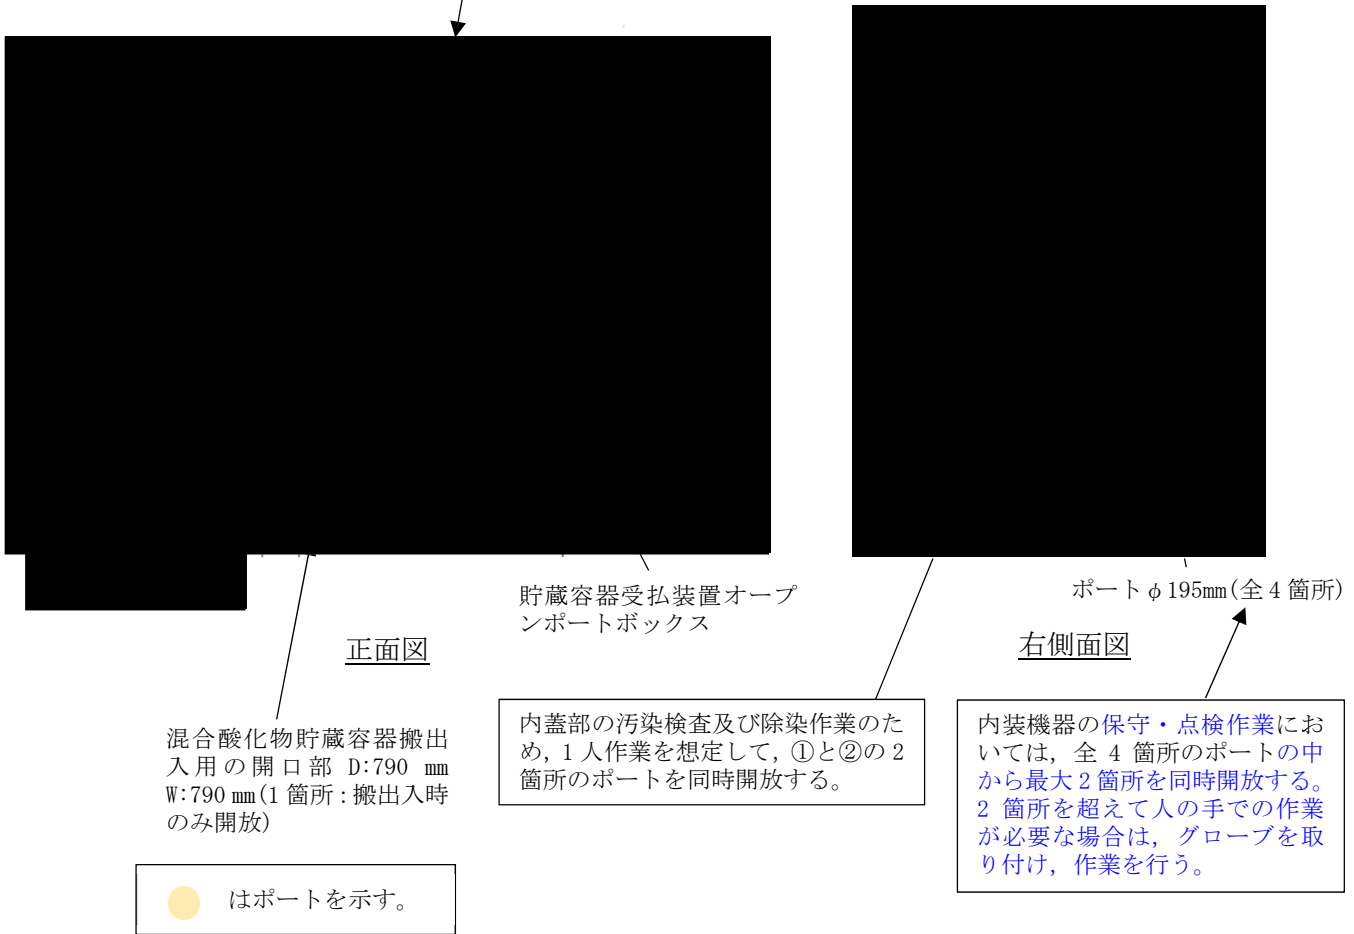 貯蔵容器受払装置オープ
ンポートボックス
正面図
ポートφ195mm(全4箇所)
右側面図
混合酸化物貯蔵容器搬出
入用の開口部 D:790 mm
W:790 mm(1箇所:搬出入時
のみ開放)
内蓋部の汚染検査及び除染作業のた
め,1人作業を想定して,①と②の2
箇所のポートを同時開放する。
内装機器の保守・点検作業にお
いては,全 4 箇所のポートの中
から最大2箇所を同時開放する。
2 箇所を超えて人の手での作業
が必要な場合は,グローブを取
り付け,作業を行う。
はポートを示す。